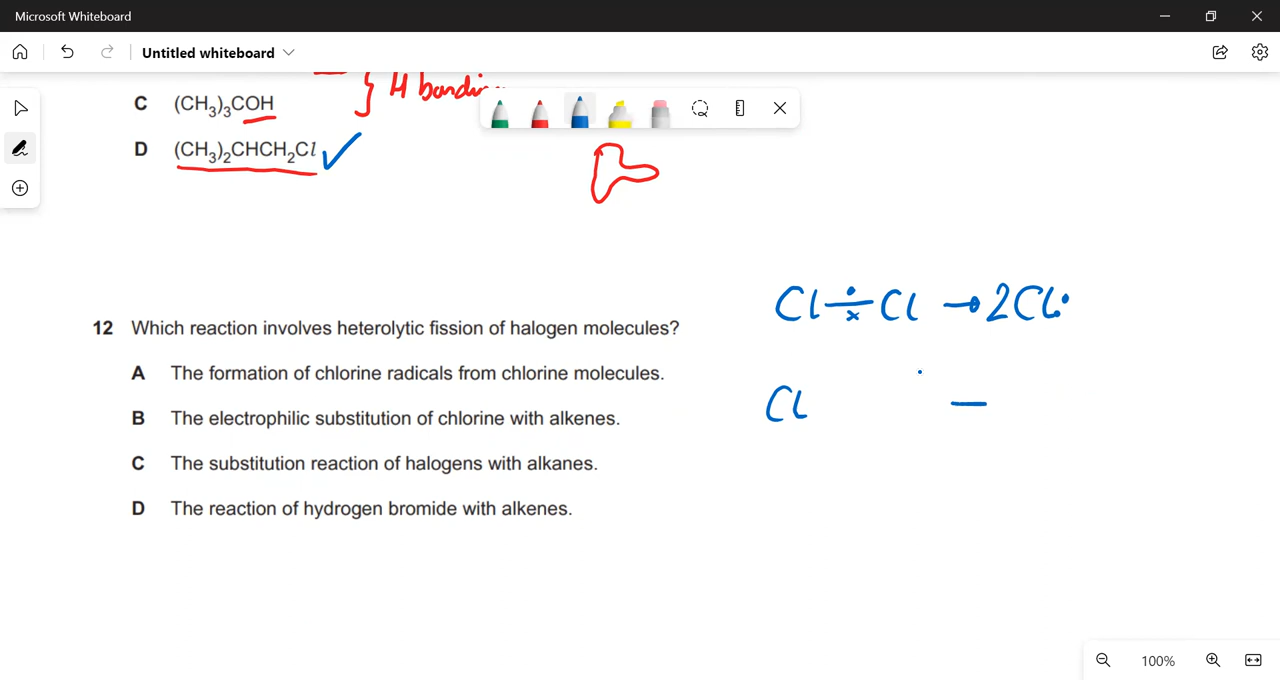 Microsoft Whiteboard
Untitled whiteboard
H bondi
C (CH₃)₃COH
D (CH₃)₂CHCH₂Cl ✓
Cl ÷ Cl → 2Cl•
12 Which reaction involves heterolytic fission of halogen molecules?
A The formation of chlorine radicals from chlorine molecules.
Cl —
B The electrophilic substitution of chlorine with alkenes.
C The substitution reaction of halogens with alkanes.
D The reaction of hydrogen bromide with alkenes.
100%